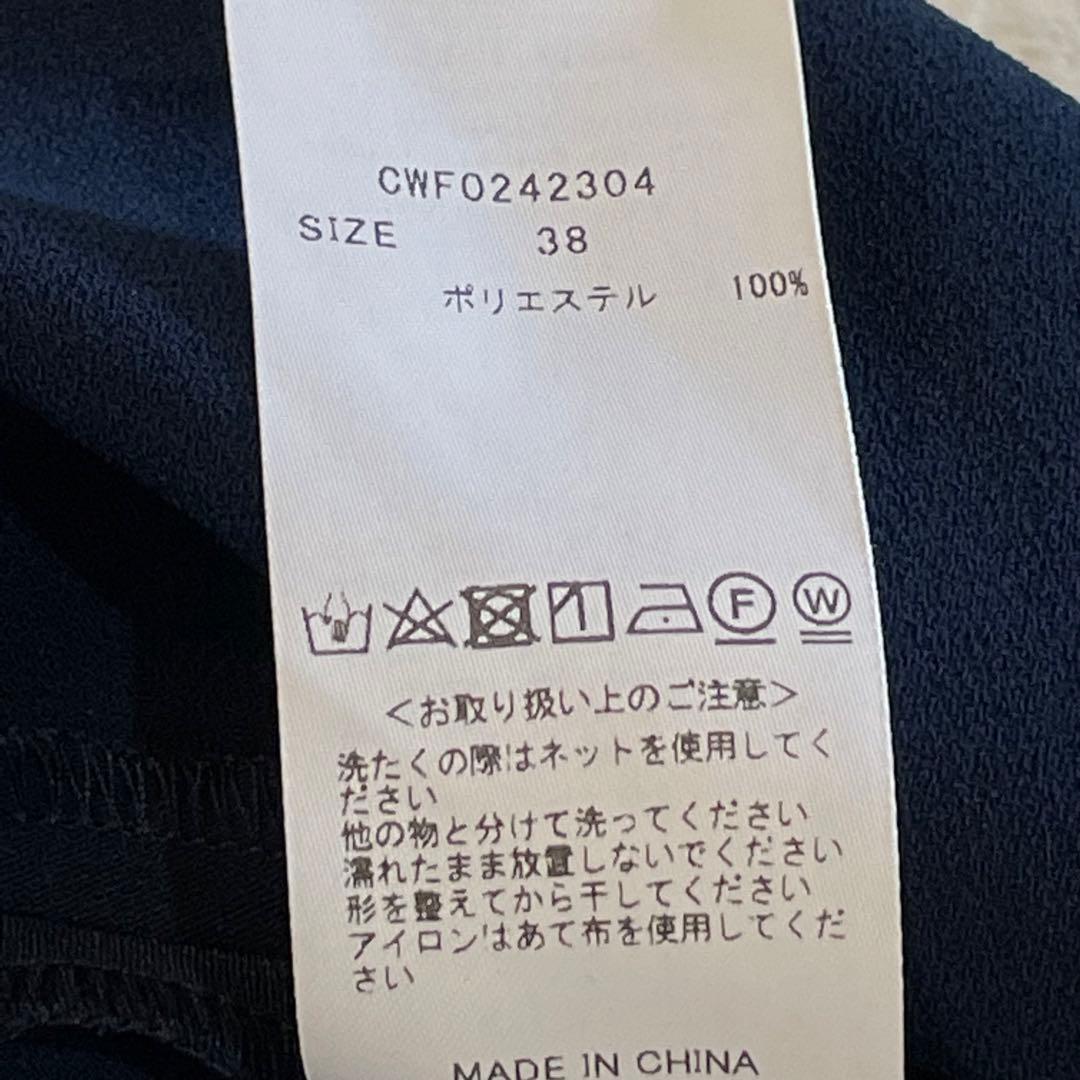 CWF0242304
SIZE 38
ポリエステル 100%
F W
＜お取り扱い上のご注意＞
洗たくの際はネットを使用してく
ださい
他の物と分けて洗ってください
濡れたまま放置しないでください
形を整えてから干してください
アイロンはあて布を使用してくだ
さい
MADE IN CHINA